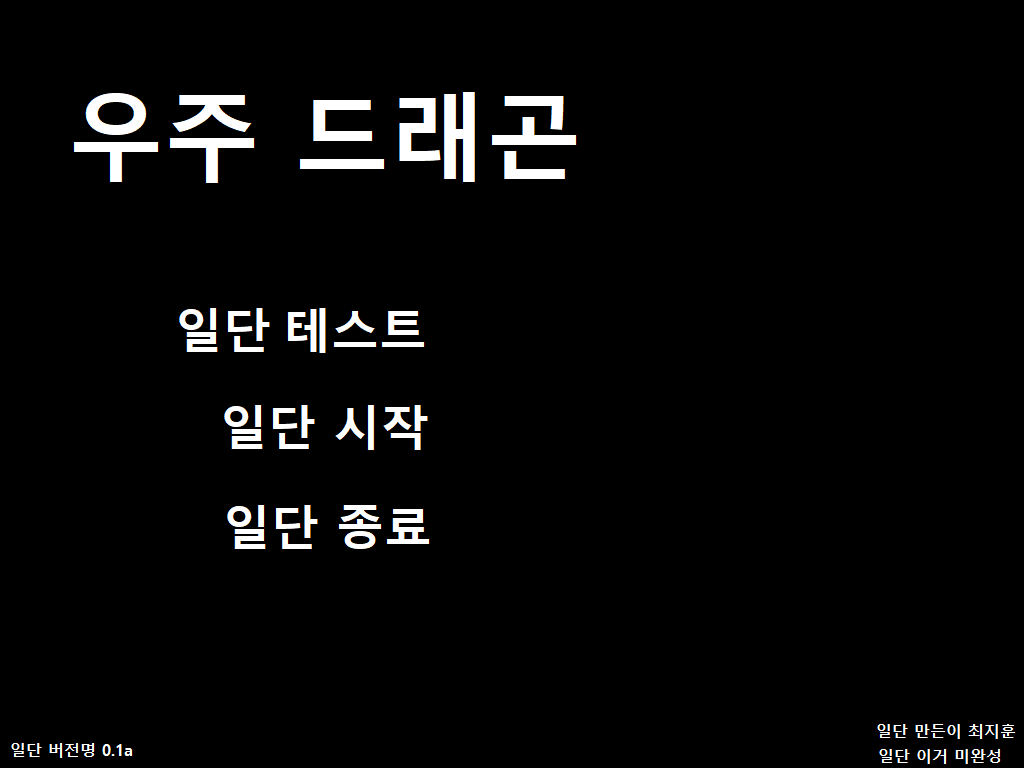 우주 드래곤
일단 테스트
일단 시작
일단 종료
일단 버전명 0.1a
일단 만든이 최지훈
일단 이거 미완성